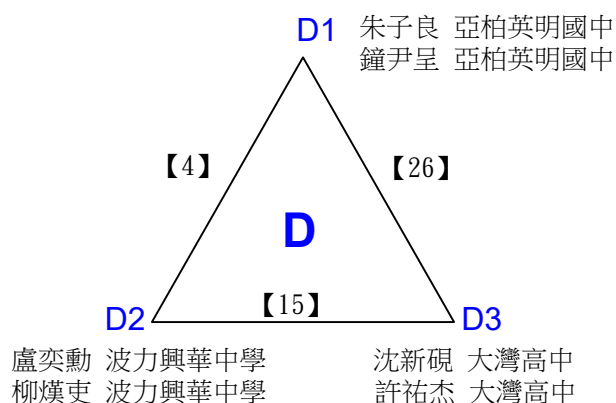 D1
朱子良 亞柏英明國中
鐘尹呈 亞柏英明國中
【4】
【26】
D
【15】
D2
D3
盧奕勳 波力興華中學
柳熯吏 波力興華中學
沈新硯 大灣高中
許祐杰 大灣高中